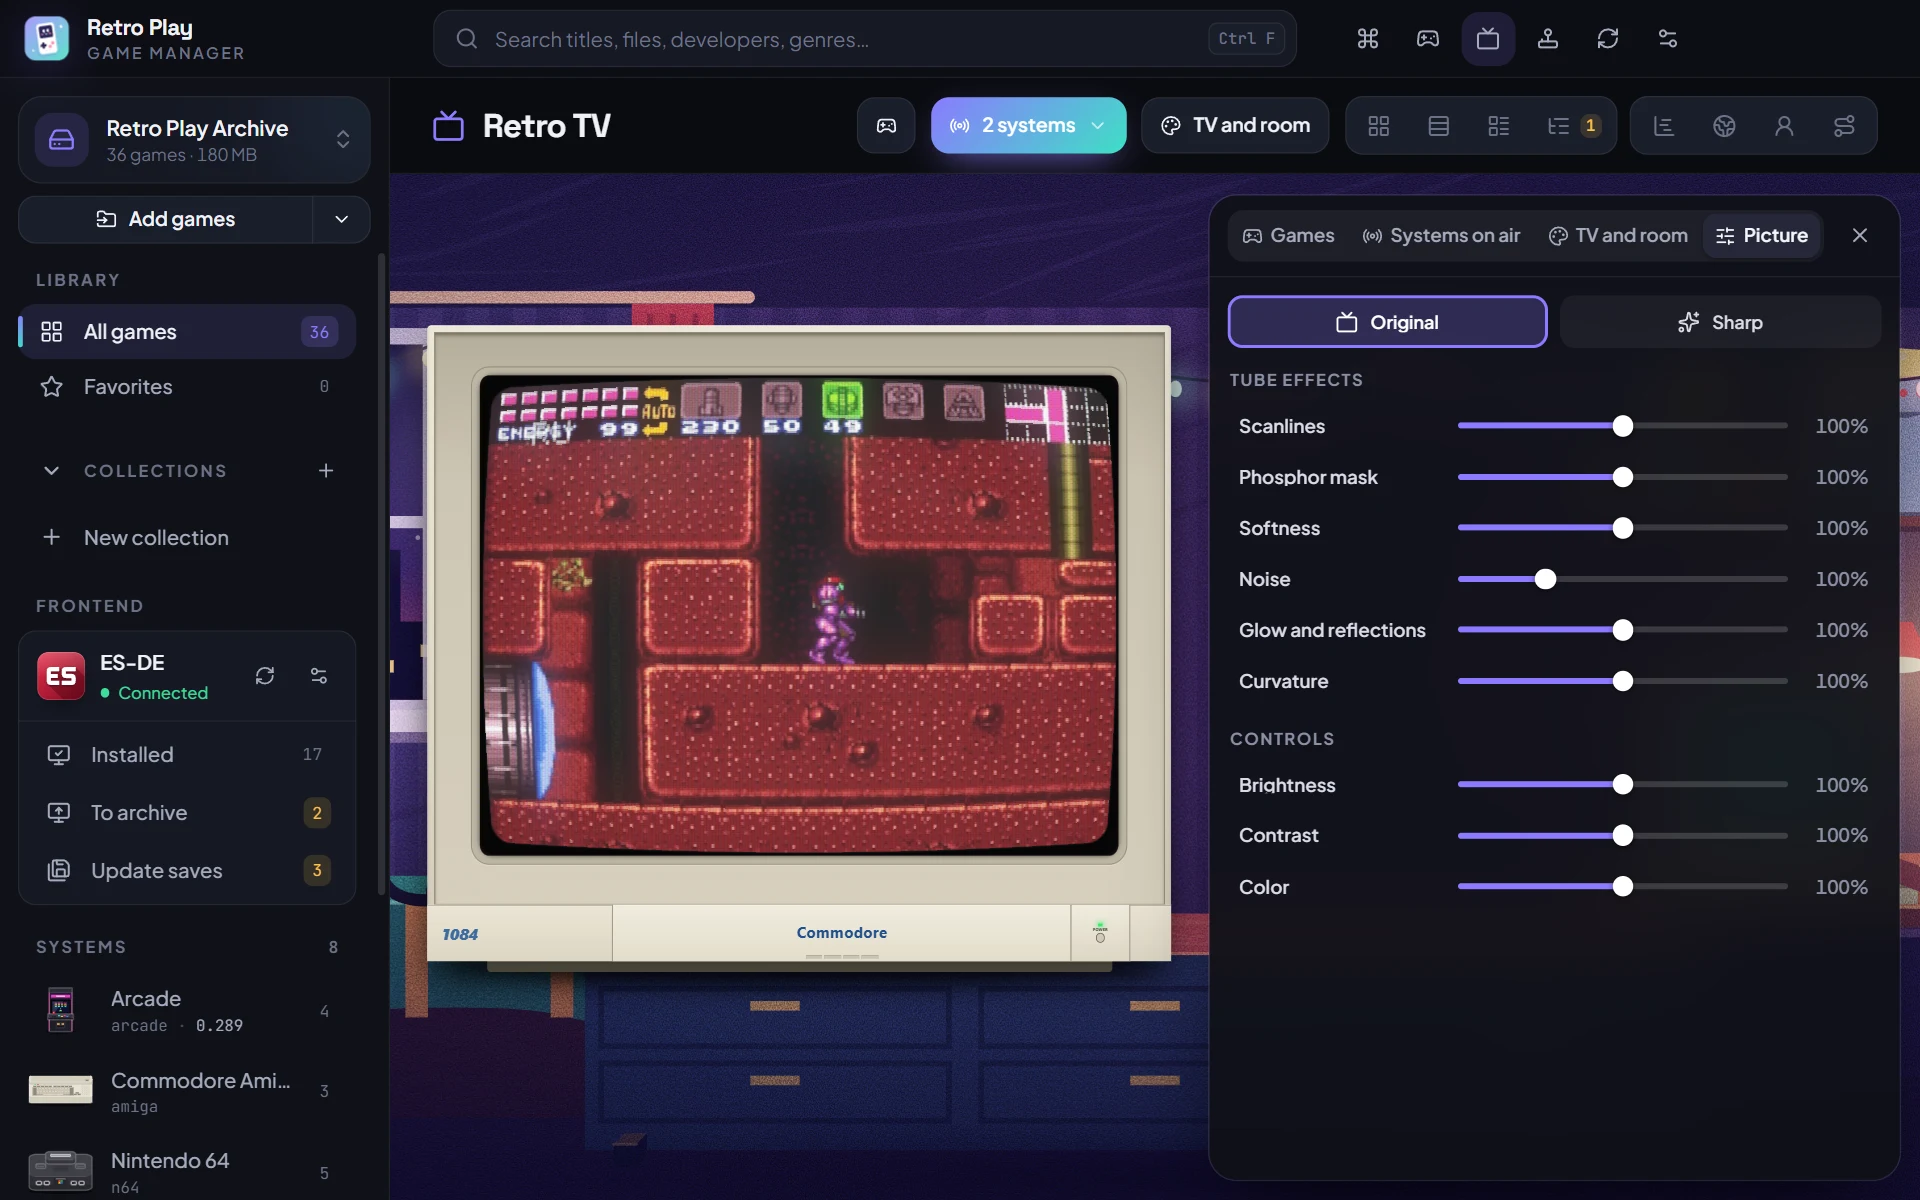 Retro Play
GAME MANAGER
Search titles, files, developers, genres...
Ctrl F
Retro Play Archive
36 games · 180 MB
Add games
LIBRARY
All games 36
Favorites 0
COLLECTIONS
New collection
FRONTEND
ES
ES-DE
Connected
Installed 17
To archive 2
Update saves 3
SYSTEMS 8
Arcade
arcade · 0.289
4
Commodore Ami...
amiga
3
Nintendo 64
n64
5
Retro TV
2 systems
TV and room
1
AUTO
ENERGY 99 230 50 49
1084
Commodore
POWER
Games
Systems on air
TV and room
Picture
Original
Sharp
TUBE EFFECTS
Scanlines 100%
Phosphor mask 100%
Softness 100%
Noise 100%
Glow and reflections 100%
Curvature 100%
CONTROLS
Brightness 100%
Contrast 100%
Color 100%